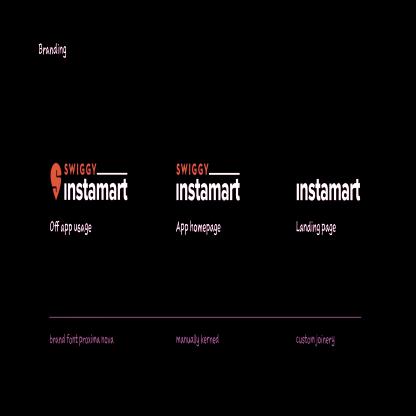 Branding
SWIGGY
instamart
Off app usage
SWIGGY
instamart
App homepage
instamart
Landing page
brand font proxima nova
manually kerned
custom joinery